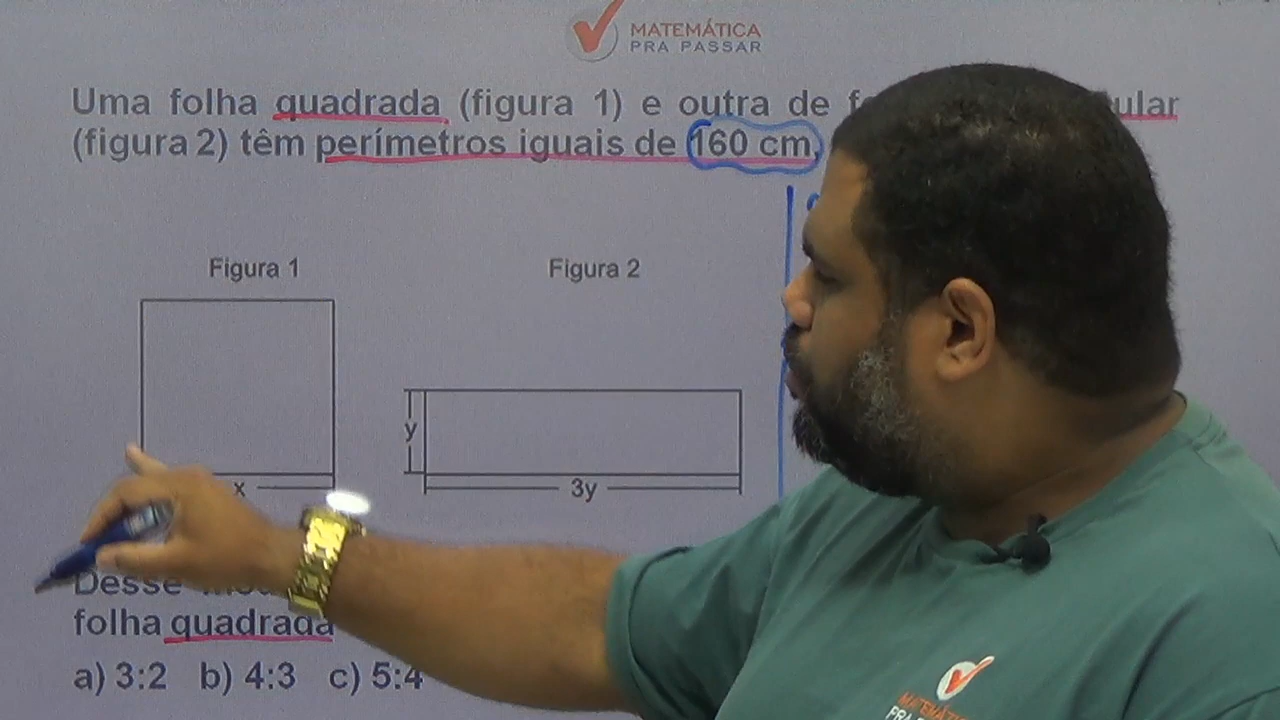 MATEMÁTICA
PRA PASSAR
Uma folha quadrada (figura 1) e outra de
(figura 2) têm perímetros iguais de 160 cm,
Figura 1 Figura 2
y
x 3y
Desse
folha quadrada
a) 3:2 b) 4:3 c) 5:4